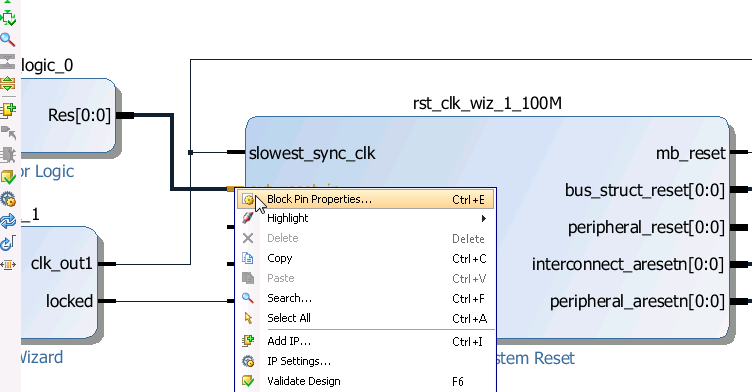 logic_0
Res[0:0]
or Logic
_1
clk_out1
locked
Wizard
rst_clk_wiz_1_100M
slowest_sync_clk
mb_reset
bus_struct_reset[0:0]
peripheral_reset[0:0]
interconnect_aresetn[0:0]
peripheral_aresetn[0:0]
stem Reset
Block Pin Properties... Ctrl+E
Highlight
Delete Delete
Copy Ctrl+C
Paste Ctrl+V
Search... Ctrl+F
Select All Ctrl+A
Add IP... Ctrl+I
IP Settings...
Validate Design F6